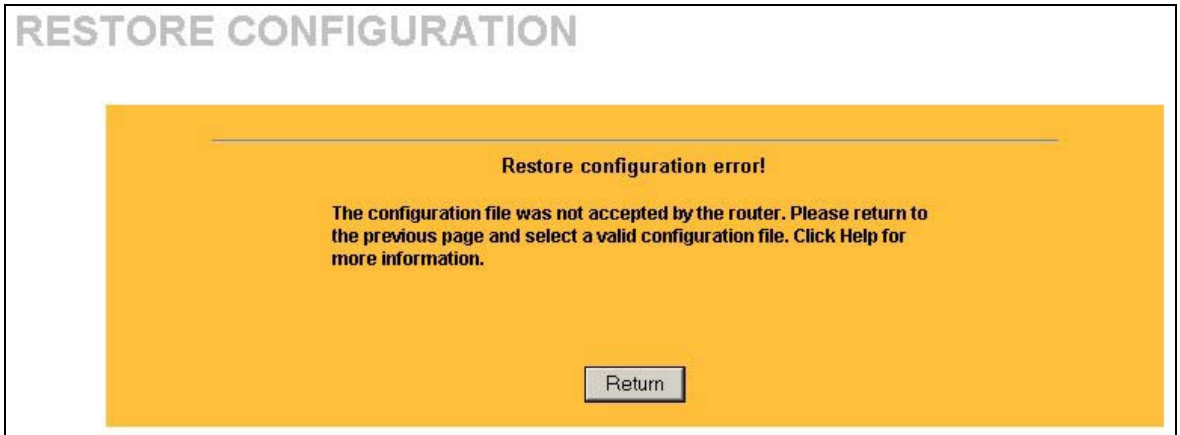 RESTORE CONFIGURATION
Restore configuration error!
The configuration file was not accepted by the router. Please return to
the previous page and select a valid configuration file. Click Help for
more information.
Return